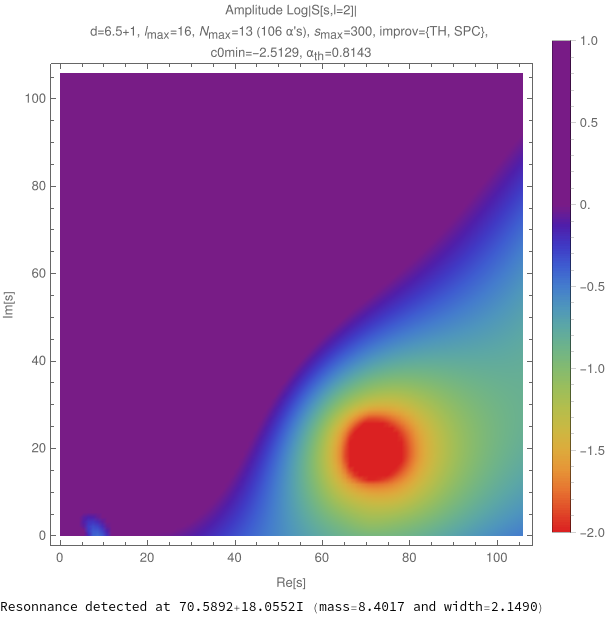 Amplitude Log|S[s,l=2]|
d=6.5+1, lmax=16, Nmax=13 (106 α's), smax=300, improv={TH, SPC},
c0min=−2.5129, αth=0.8143
1.0
0.5
0.
−0.5
−1.0
−1.5
−2.0
100
80
60
40
20
0
Im[s]
0 20 40 60 80 100
Re[s]
Resonnance detected at 70.5892+18.0552I (mass=8.4017 and width=2.1490)